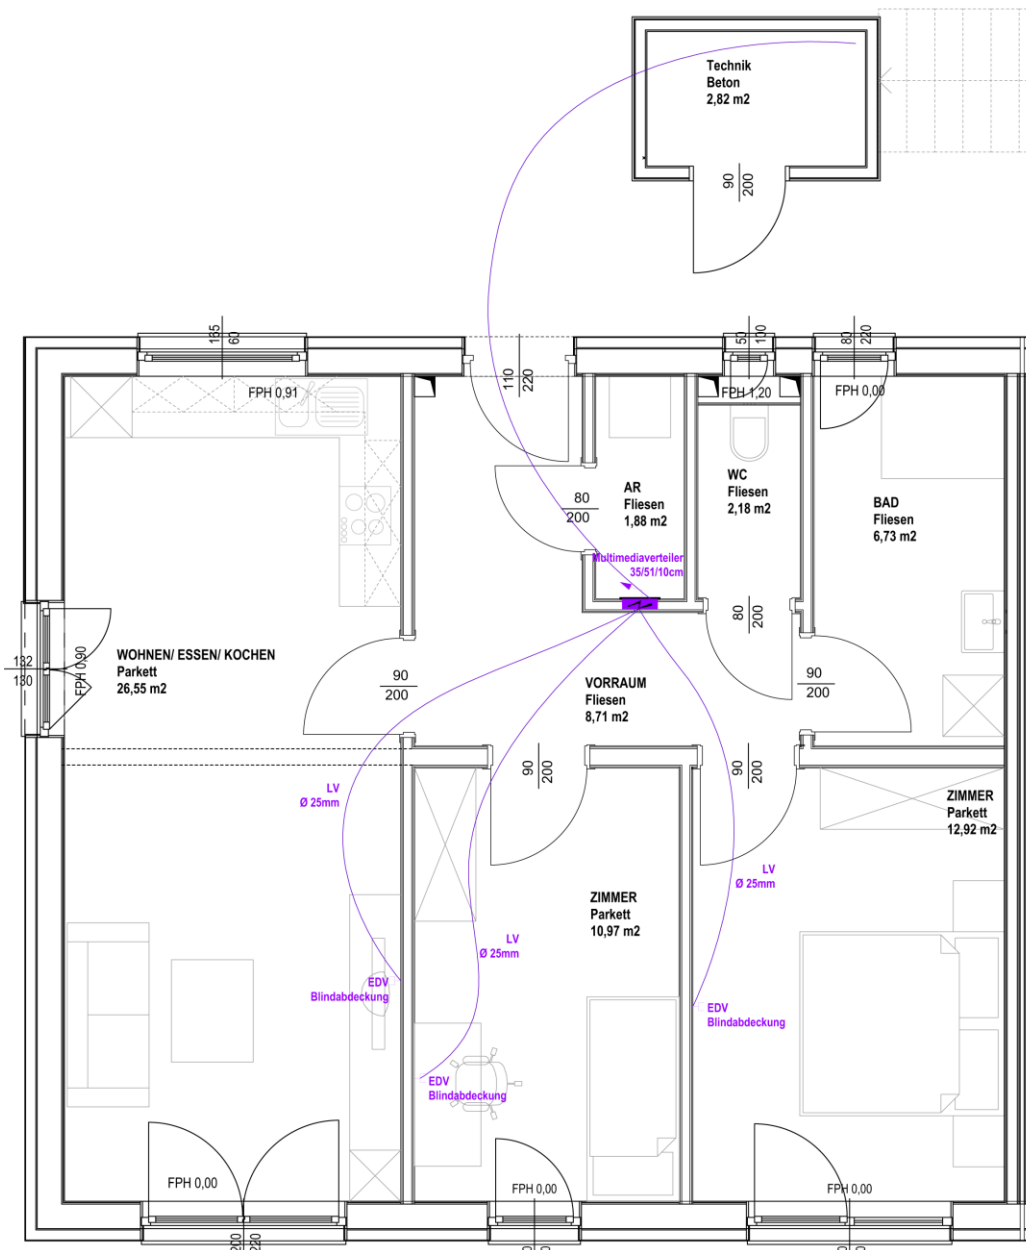 Technik
Beton
2,82 m2
90
200
165
60
110
220
50
100
80
220
FPH 0,91
FPH 1,20
FPH 0,00
AR
Fliesen
1,88 m2
80
200
WC
Fliesen
2,18 m2
BAD
Fliesen
6,73 m2
Multimediaverteiler
35/51/10cm
80
200
132
130
FPH 0,90
WOHNEN/ ESSEN/ KOCHEN
Parkett
26,55 m2
90
200
VORRAUM
Fliesen
8,71 m2
90
200
90
200
90
200
LV
Ø 25mm
ZIMMER
Parkett
12,92 m2
LV
Ø 25mm
ZIMMER
Parkett
10,97 m2
LV
Ø 25mm
EDV
Blindabdeckung
EDV
Blindabdeckung
EDV
Blindabdeckung
FPH 0,00
FPH 0,00
FPH 0,00
200
220